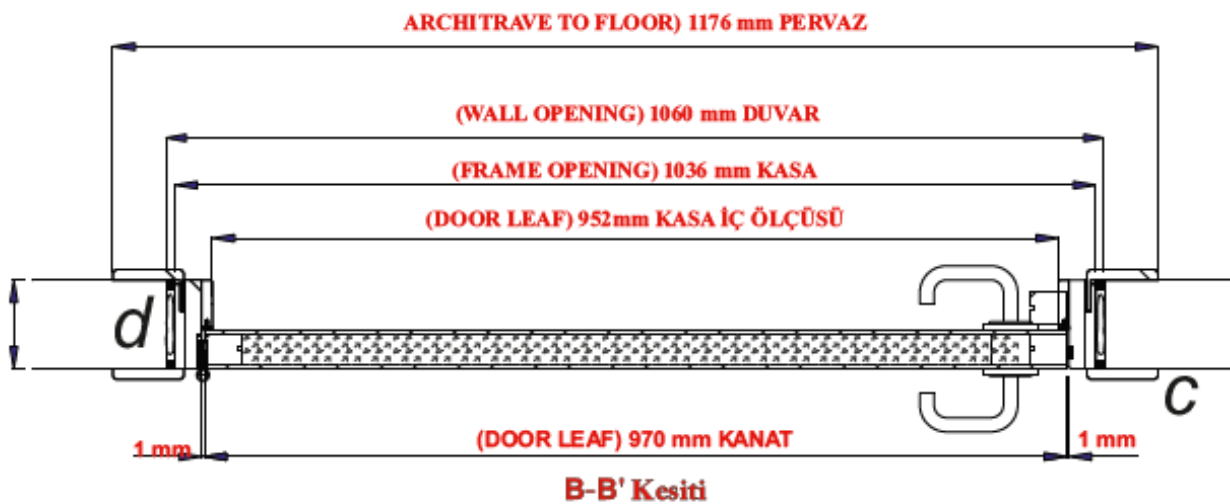 ARCHITRAVE TO FLOOR) 1176 mm PERVAZ
(WALL OPENING) 1060 mm DUVAR
(FRAME OPENING) 1036 mm KASA
(DOOR LEAF) 952mm KASA İÇ ÖLÇÜSÜ
d
c
1 mm
(DOOR LEAF) 970 mm KANAT
1 mm
B-B' Kesiti